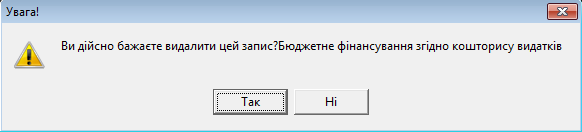 Увага!
Ви дійсно бажаєте видалити цей запис?Бюджетне фінансування згідно кошторису видатків
Так
Ні